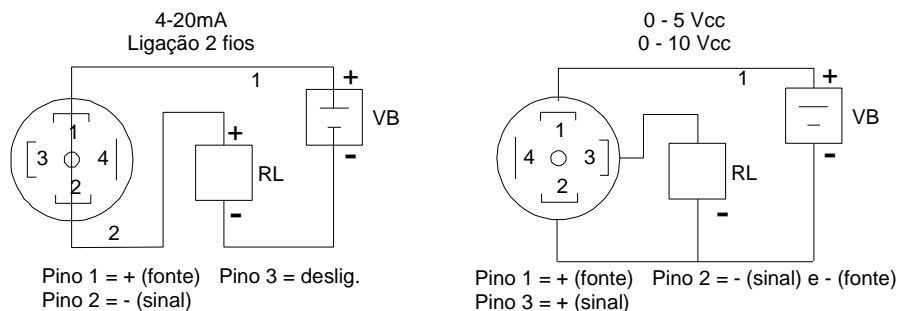 4-20mA
Ligação 2 fios
1
+
VB
-
1
3
4
2
+
RL
-
2
Pino 1 = + (fonte) Pino 3 = deslig.
Pino 2 = - (sinal)
0 - 5 Vcc
0 - 10 Vcc
1
+
VB
-
1
4
3
2
RL
-
Pino 1 = + (fonte) Pino 2 = - (sinal) e - (fonte)
Pino 3 = + (sinal)